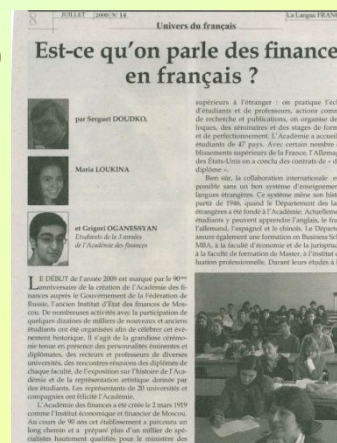 8
JUILLET 2009/N° 14
La Langue FRANÇ
Univers du français
Est-ce qu'on parle des finance
en français ?
par Sergueï DOUDKO,
Maria LOUKINA
et Grigori OGANESSYAN
Etudiants de la 3 années
de l'Académie des finances
LE DÉBUT de l'année 2009 est marqué par le 90ème
anniversaire de la création de l'Académie des fi-
nances auprès le Gouvernement de la Fédération de
Russie, l'ancien Institut d'État des finances de Mos-
cou. De nombreuses activités avec la participation de
quelques dizaines de milliers de nouveaux et anciens
étudiants ont été organisées afin de célébrer cet évé-
nement historique. Il s'agit de la grandiose cérémo-
nie tenue en présence des personnalités éminentes et
diplômates, des recteurs et professeurs de diverses
universités, des rencontres-réunions des diplômés de
chaque faculté, de l'exposition sur l'histoire de l'Aca-
démie et de la représentation artistique donnée par
des étudiants. Les représentants de 20 universités et
compagnies ont félicité l'Académie.
L'Académie des finances a été créée le 2 mars 1919
comme l'Institut économique et financier de Moscou.
Au cours de 90 ans cet établissement a parcouru un
long chemin et a préparé plus d'un millier de spé-
cialistes hautement qualifiés pour le ministère des
supérieurs à l'étranger : on pratique l'éch
d'étudiants et de professeurs, actions comm
de recherche et publications, on organise de
loques, des séminaires et des stages de form
et de perfectionnement. L'Académie a accueill
étudiants de 47 pays. Avec certain nombre
blissements supérieurs de la France, l'Allema
des États-Unis on a conclu des contrats de « d
diplôme ».
Bien sûr, la collaboration internationale e
possible sans un bon système d'enseignemen
langues étrangères. Ce système mène son hist
partir de 1946, quand le Département des la
étrangères a été fondé à l'Académie. Actuelleme
étudiants y peuvent apprendre l'anglais, le fra
l'allemand, l'espagnol et le chinois. Le Départe
assure également une formation en Business Sch
MBA, à la faculté d'économie et de la jurisprud
à la faculté de formation de Master, à l'institut d
lisation professionnelle. Durant leurs études à l